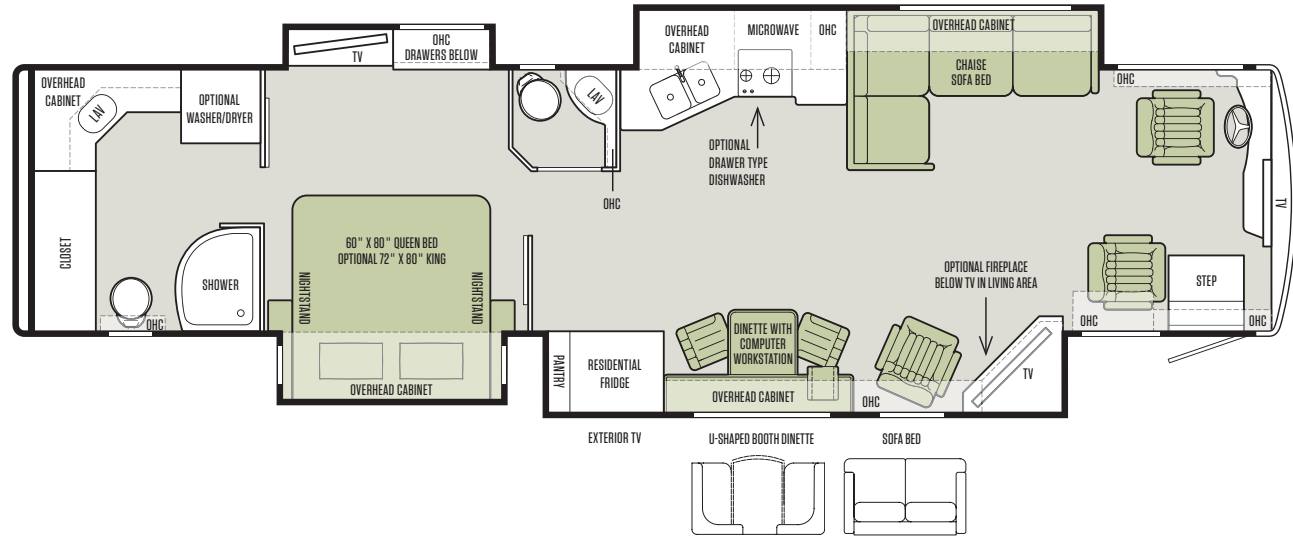 OVERHEAD
CABINET
LAV
OPTIONAL
WASHER/DRYER
CLOSET
SHOWER
OHC
TV
OHC
DRAWERS BELOW
60" X 80" QUEEN BED
OPTIONAL 72" X 80" KING
NIGHTSTAND
NIGHTSTAND
OVERHEAD CABINET
LAV
OHC
OVERHEAD
CABINET
MICROWAVE
OHC
OPTIONAL
DRAWER TYPE
DISHWASHER
OVERHEAD CABINET
CHAISE
SOFA BED
OHC
TV
OPTIONAL FIREPLACE
BELOW TV IN LIVING AREA
STEP
OHC
OHC
PANTRY
RESIDENTIAL
FRIDGE
DINETTE WITH
COMPUTER
WORKSTATION
OVERHEAD CABINET
OHC
TV
EXTERIOR TV
U-SHAPED BOOTH DINETTE
SOFA BED